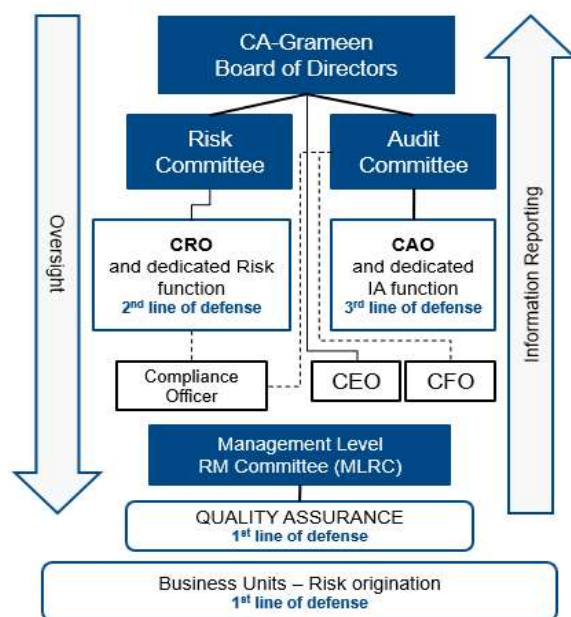 CA-Grameen
Board of Directors
Risk
Committee
Audit
Committee
CRO
and dedicated Risk
function
2nd line of defense
CAO
and dedicated
IA function
3rd line of defense
Compliance
Officer
CEO
CFO
Management Level
RM Committee (MLRC)
QUALITY ASSURANCE
1st line of defense
Business Units – Risk origination
1st line of defense
Oversight
Information Reporting